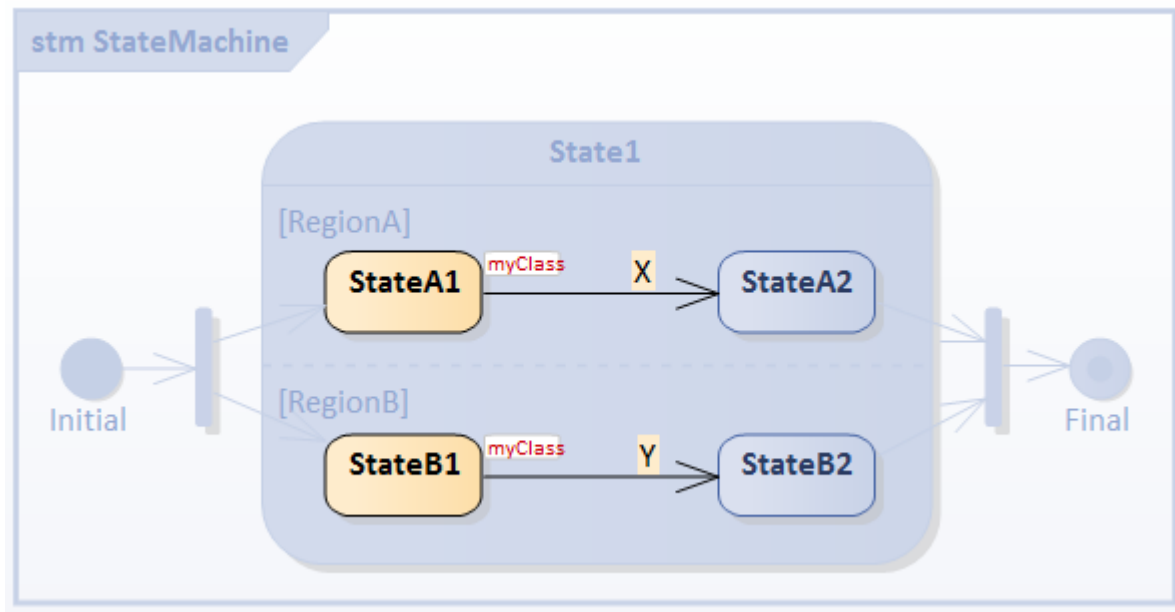 stm StateMachine
State1
[RegionA]
StateA1
myClass
X
StateA2
Initial
[RegionB]
StateB1
myClass
Y
StateB2
Final